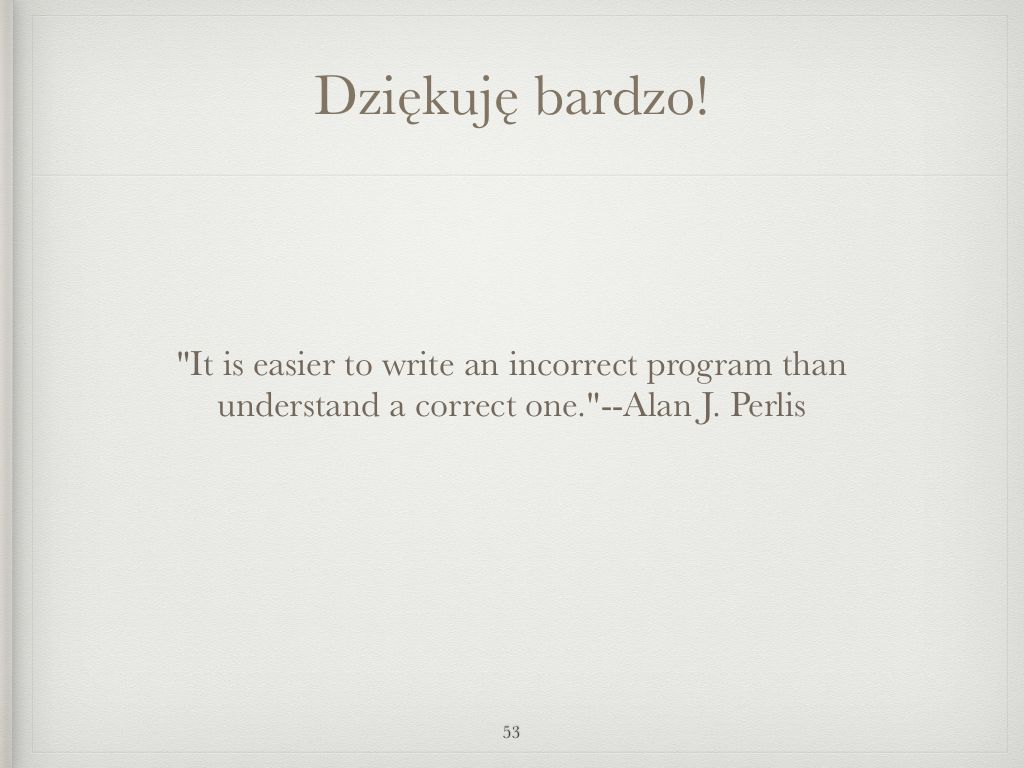 Dziękuję bardzo!
"It is easier to write an incorrect program than
understand a correct one."--Alan J. Perlis
53